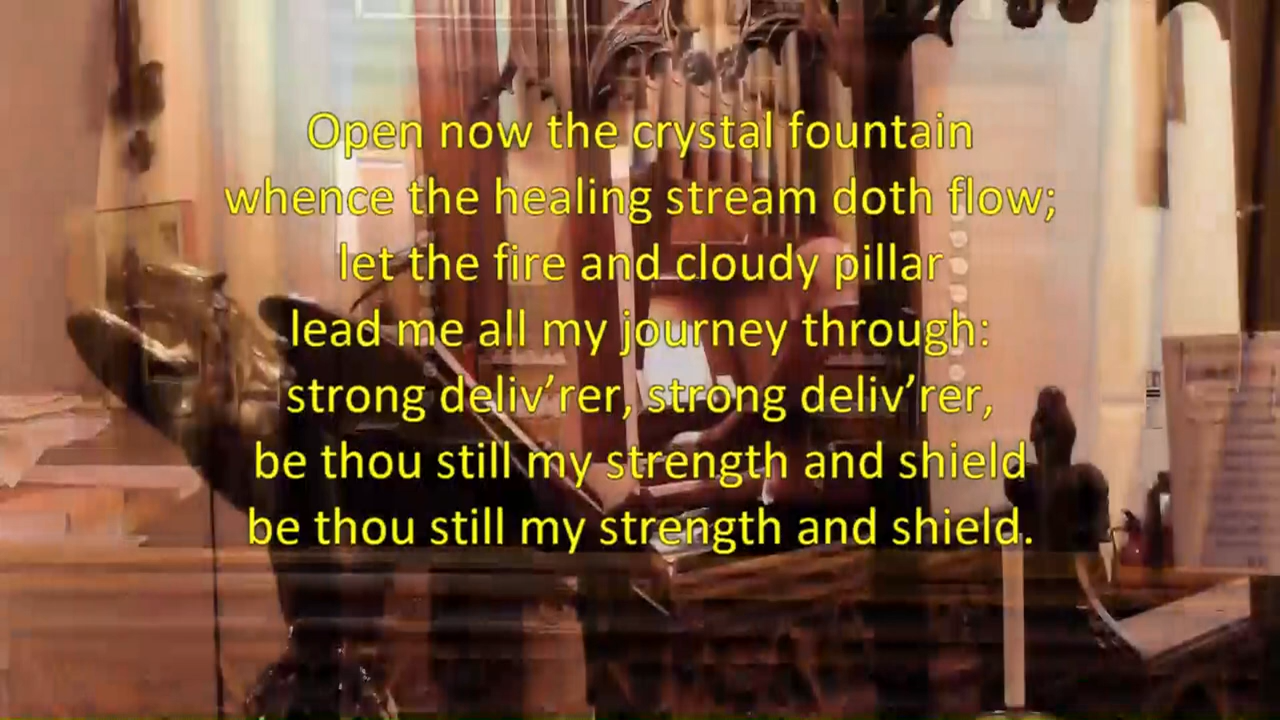 Open now the crystal fountain
whence the healing stream doth flow;
let the fire and cloudy pillar
lead me all my journey through:
strong deliv’rer, strong deliv’rer,
be thou still my strength and shield
be thou still my strength and shield.